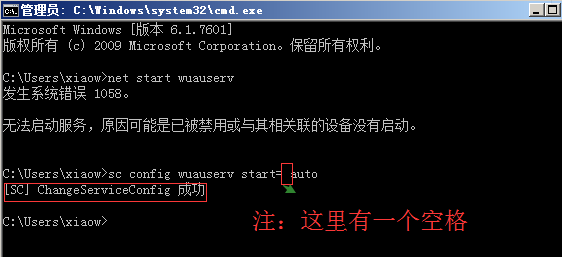 管理员: C:\Windows\system32\cmd.exe
Microsoft Windows [版本 6.1.7601]
版权所有 (c) 2009 Microsoft Corporation。保留所有权利。
C:\Users\xiaow>net start wuauserv
发生系统错误 1058。
无法启动服务，原因可能是已被禁用或与其相关联的设备没有启动。
C:\Users\xiaow>sc config wuauserv start= auto
[SC] ChangeServiceConfig 成功
C:\Users\xiaow>
注：这里有一个空格